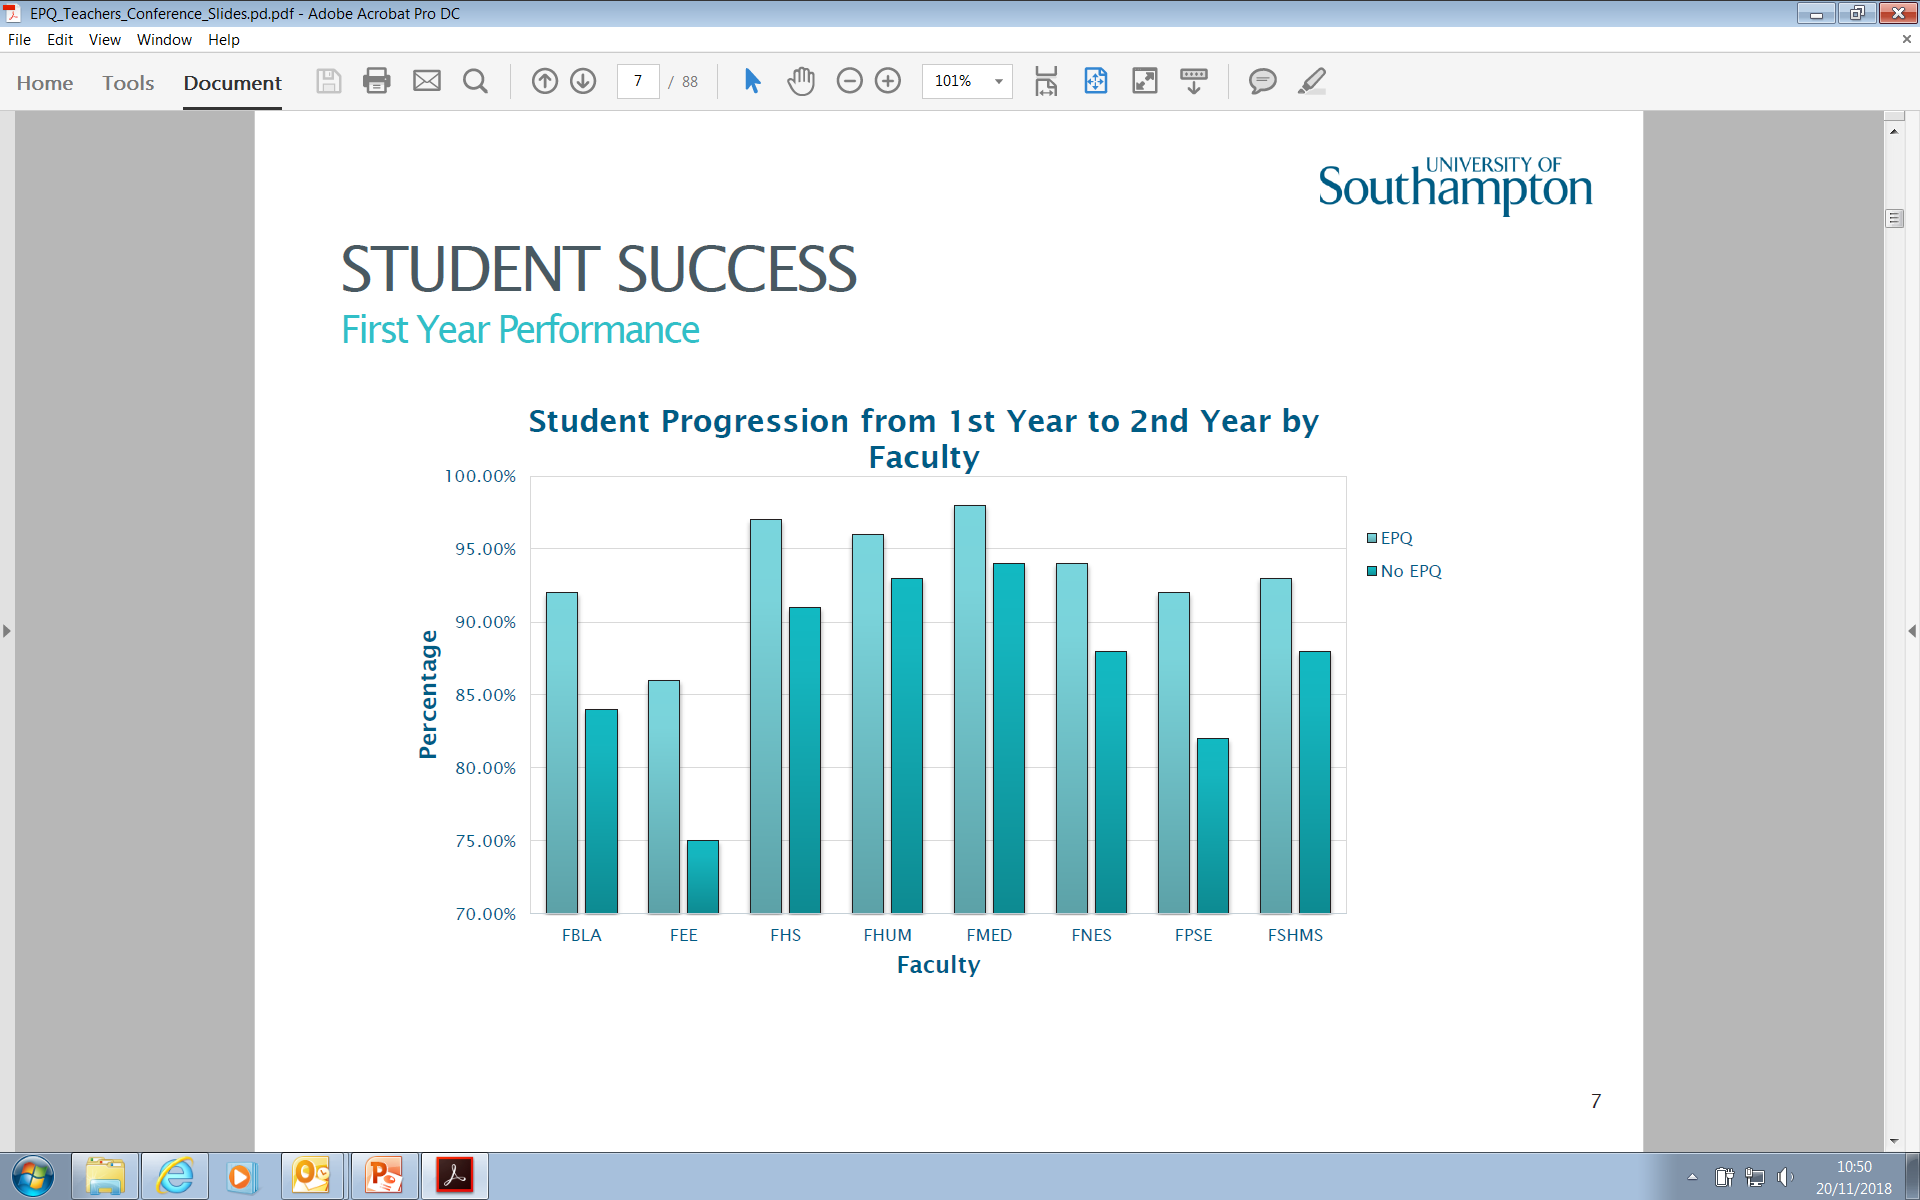 EPQ_Teachers_Conference_Slides.pd.pdf - Adobe Acrobat Pro DC
File Edit View Window Help
Home Tools Document 7 / 88 101%
UNIVERSITY OF
Southampton
STUDENT SUCCESS
First Year Performance
Student Progression from 1st Year to 2nd Year by
Faculty
100.00%
95.00%
90.00%
85.00%
80.00%
75.00%
70.00%
Percentage
EPQ
No EPQ
FBLA FEE FHS FHUM FMED FNES FPSE FSHMS
Faculty
7
10:50
20/11/2018